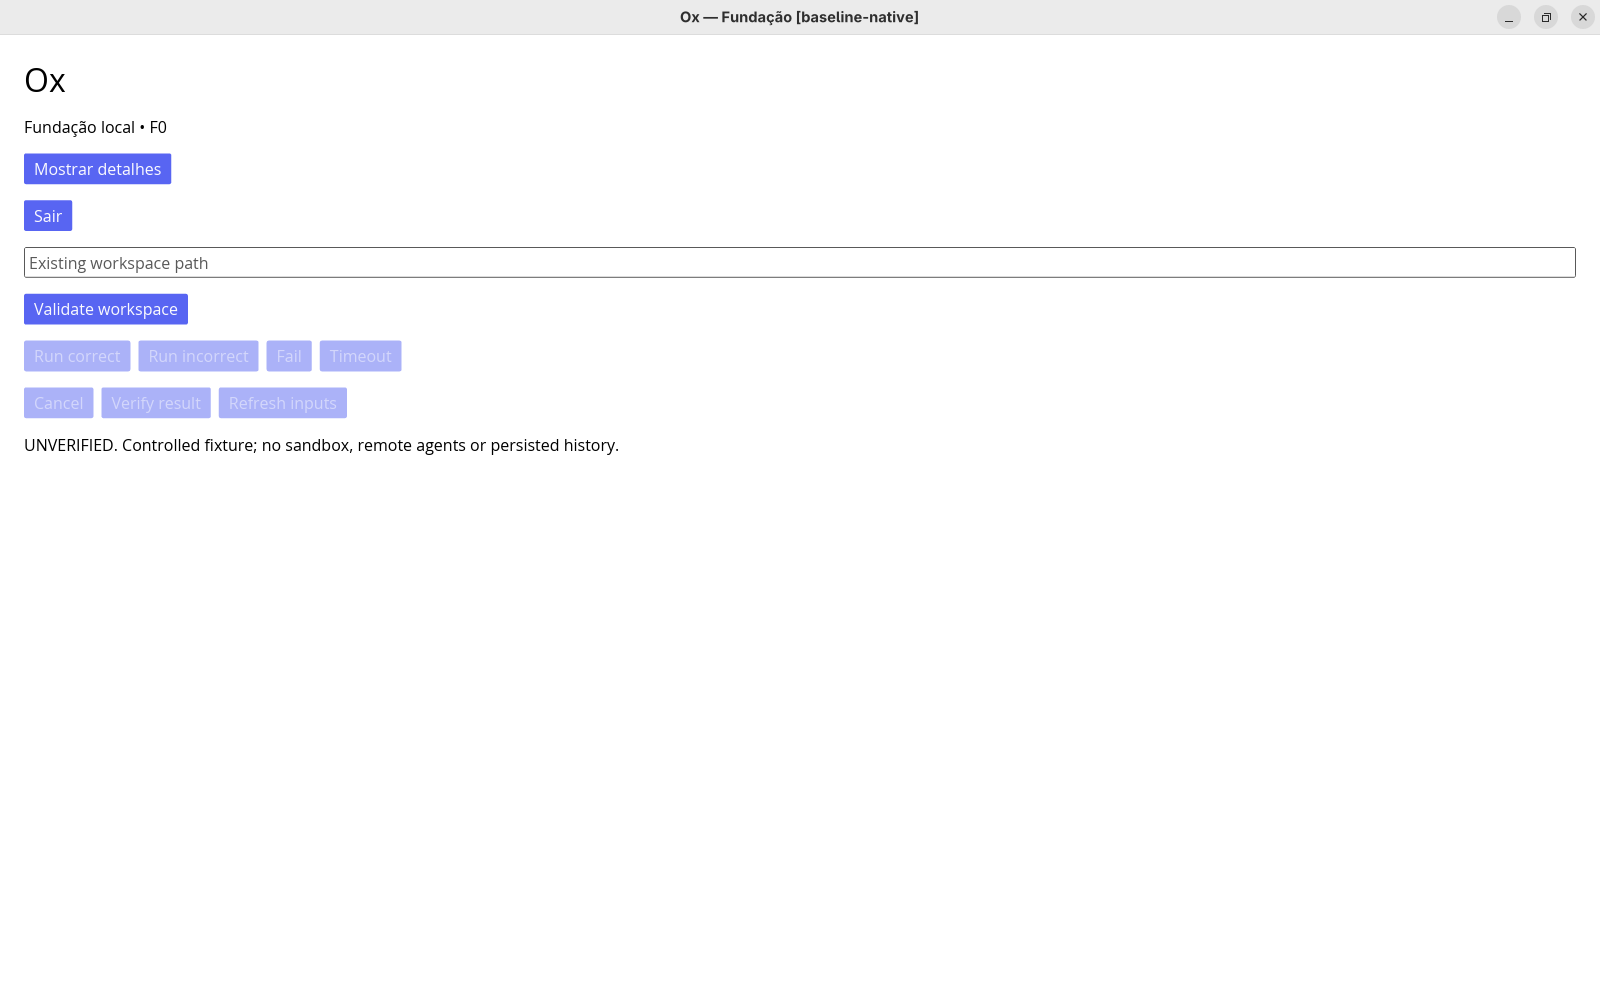 Ox — Fundação [baseline-native]
Ox
Fundação local • F0
Mostrar detalhes
Sair
Existing workspace path
Validate workspace
Run correct Run incorrect Fail Timeout
Cancel Verify result Refresh inputs
UNVERIFIED. Controlled fixture; no sandbox, remote agents or persisted history.